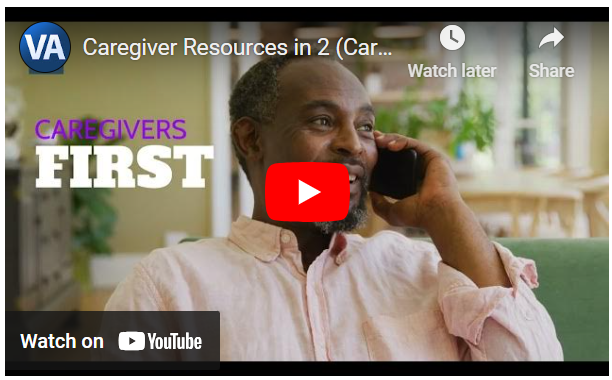 VA
Caregiver Resources in 2 (Car...
Watch later
Share
CAREGIVERS
FIRST
Watch on YouTube